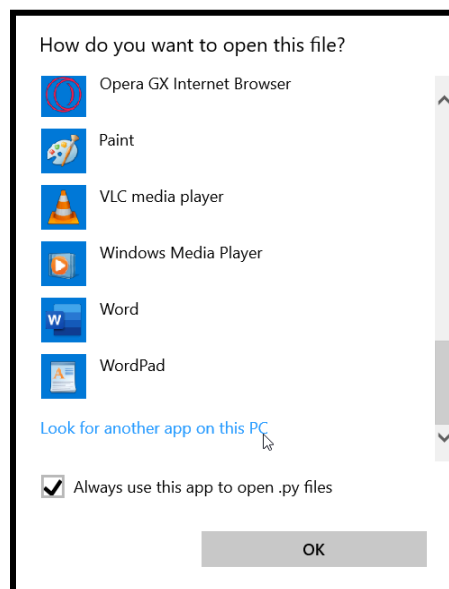 How do you want to open this file?
Opera GX Internet Browser
Paint
VLC media player
Windows Media Player
W
Word
A
WordPad
Look for another app on this PC
Always use this app to open .py files
OK